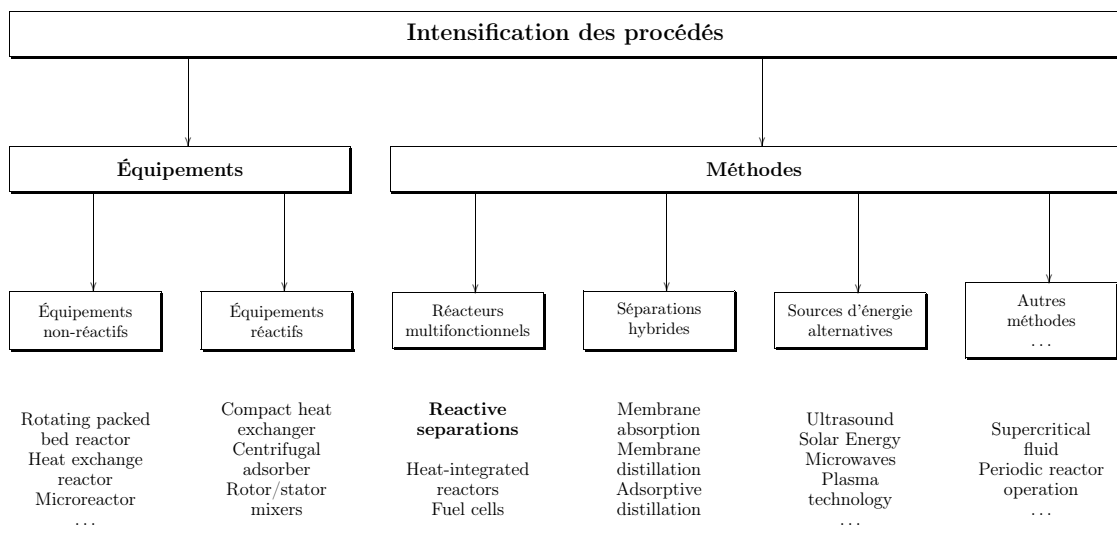 Intensification des procédés
Équipements
Méthodes
Équipements
non-réactifs
Équipements
réactifs
Réacteurs
multifonctionnels
Séparations
hybrides
Sources d'énergie
alternatives
Autres
méthodes
...
Rotating packed
bed reactor
Heat exchange
reactor
Microreactor
...
Compact heat
exchanger
Centrifugal
adsorber
Rotor/stator
mixers
Reactive
separations
Heat-integrated
reactors
Fuel cells
Membrane
absorption
Membrane
distillation
Adsorptive
distillation
Ultrasound
Solar Energy
Microwaves
Plasma
technology
...
Supercritical
fluid
Periodic reactor
operation
...